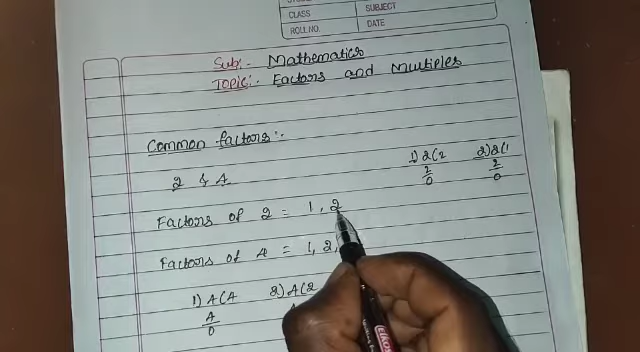 CLASS
SUBJECT
ROLL NO.
DATE
Sub:- Mathematics
Topic:- Factors and Multiples
Common factors:-
2 & 4
1) 2(2
2
0
2) 2(1
2
0
Factors of 2 = 1, 2
Factors of 4 = 1, 2,
1) 4(4
4
0
2) 4(2